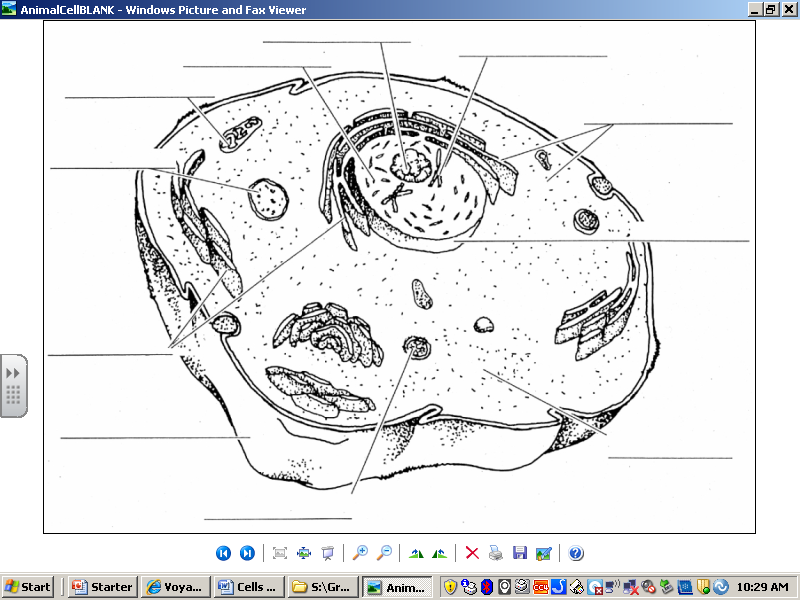 AnimalCellBLANK - Windows Picture and Fax Viewer
Start
Starter
Voya...
Cells ...
S:\Gr...
Anim...
10:29 AM